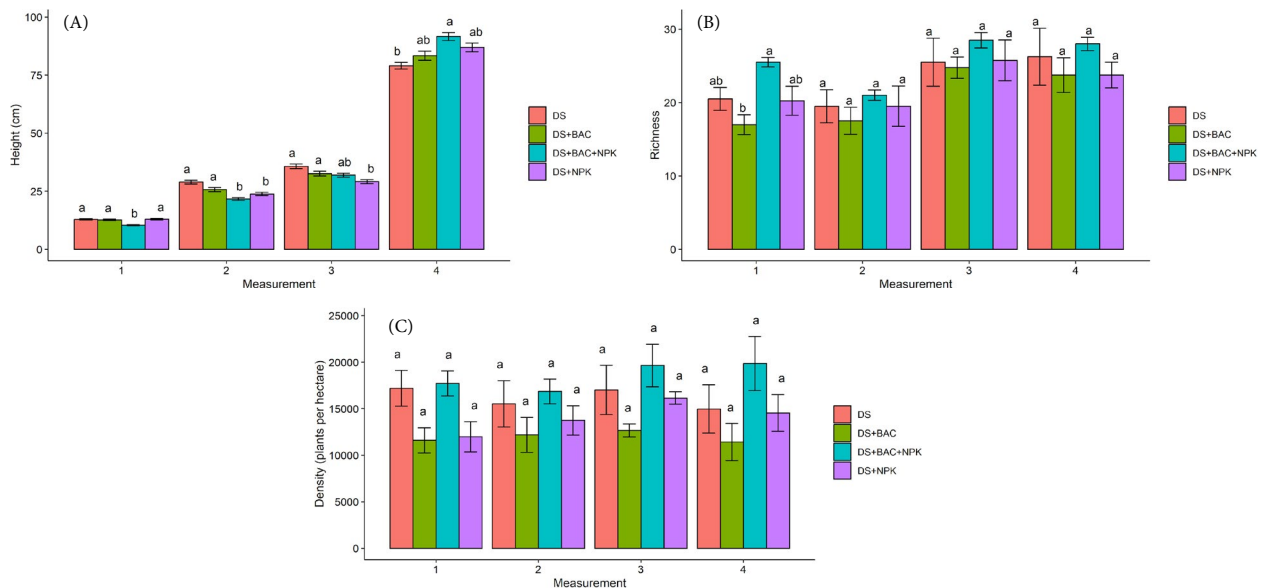 (A)
Height (cm)
100
75
50
25
0
a a b a
a a b b
a a ab b
b ab a ab
1 2 3 4
Measurement
DS
DS+BAC
DS+BAC+NPK
DS+NPK
(B)
Richness
30
20
10
0
ab b a ab
a a a a
a a a a
a a a a
1 2 3 4
Measurement
DS
DS+BAC
DS+BAC+NPK
DS+NPK
(C)
Density (plants per hectare)
25000
20000
15000
10000
5000
0
a a a a
a a a a
a a a a
a a a a
1 2 3 4
Measurement
DS
DS+BAC
DS+BAC+NPK
DS+NPK